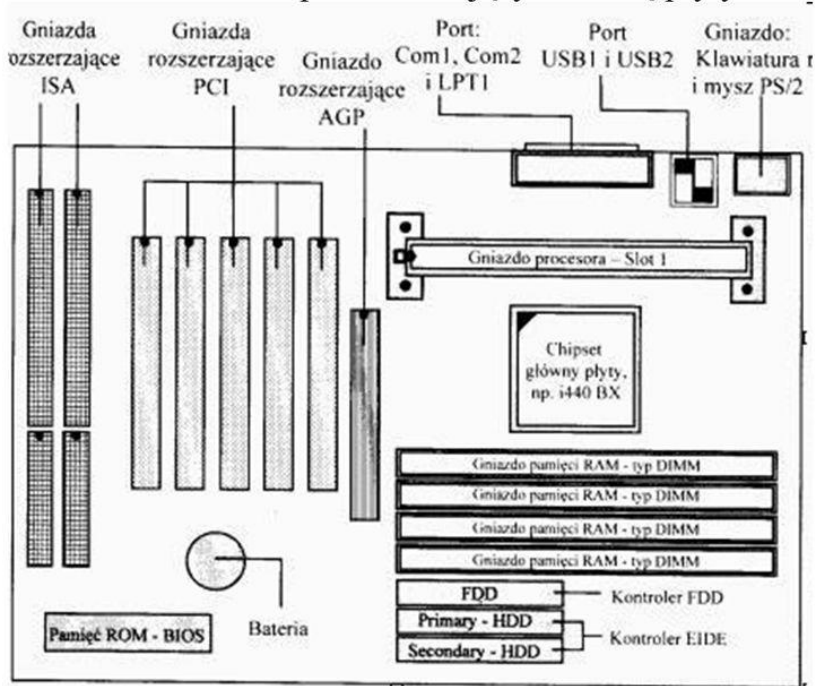 Gniazda
rozszerzające
ISA
Gniazda
rozszerzające
PCI
Gniazdo
rozszerzające
AGP
Port:
Com1, Com2
i LPT1
Port
USB1 i USB2
Gniazdo:
Klawiatura
i mysz PS/2
Gniazdo procesora – Slot 1
Chipset
główny płyty,
np. i440 BX
Gniazdo pamięci RAM - typ DIMM
Gniazdo pamięci RAM - typ DIMM
Gniazdo pamięci RAM - typ DIMM
Gniazdo pamięci RAM - typ DIMM
FDD
Kontroler FDD
Primary - HDD
Kontroler EIDE
Secondary - HDD
Pamięć ROM - BIOS
Bateria